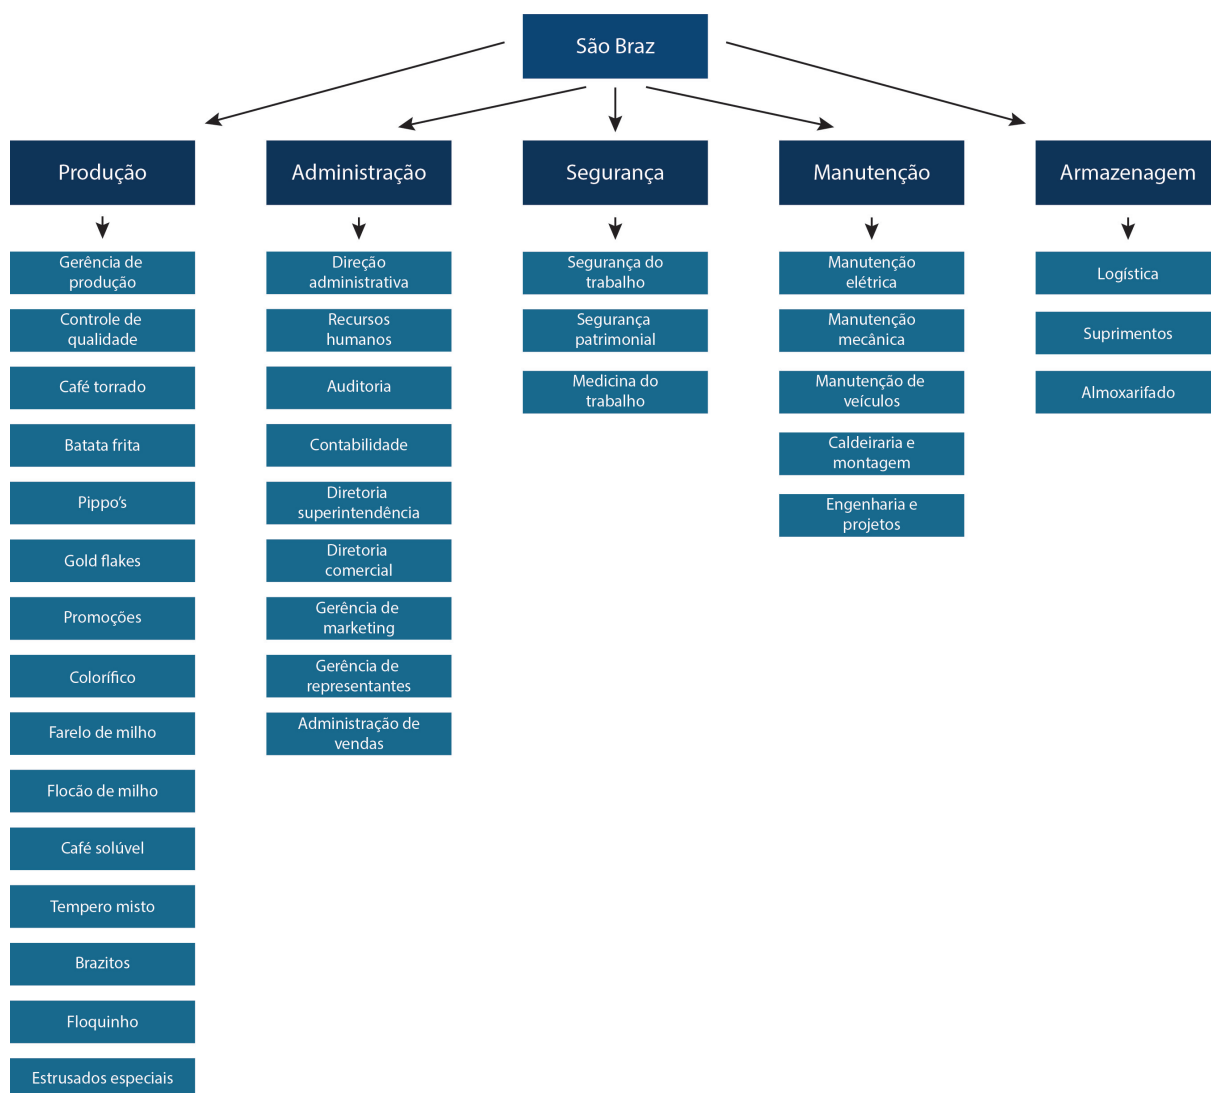 São Braz
Produção
Administração
Segurança
Manutenção
Armazenagem
Gerência de
produção
Controle de
qualidade
Café torrado
Batata frita
Pippo’s
Gold flakes
Promoções
Colorífico
Farelo de milho
Flocão de milho
Café solúvel
Tempero misto
Brazitos
Floquinho
Estrusados especiais
Direção
administrativa
Recursos
humanos
Auditoria
Contabilidade
Diretoria
superintendência
Diretoria
comercial
Gerência de
marketing
Gerência de
representantes
Administração de
vendas
Segurança do
trabalho
Segurança
patrimonial
Medicina do
trabalho
Manutenção
elétrica
Manutenção
mecânica
Manutenção de
veículos
Caldeiraria e
montagem
Engenharia e
projetos
Logística
Suprimentos
Almoxarifado